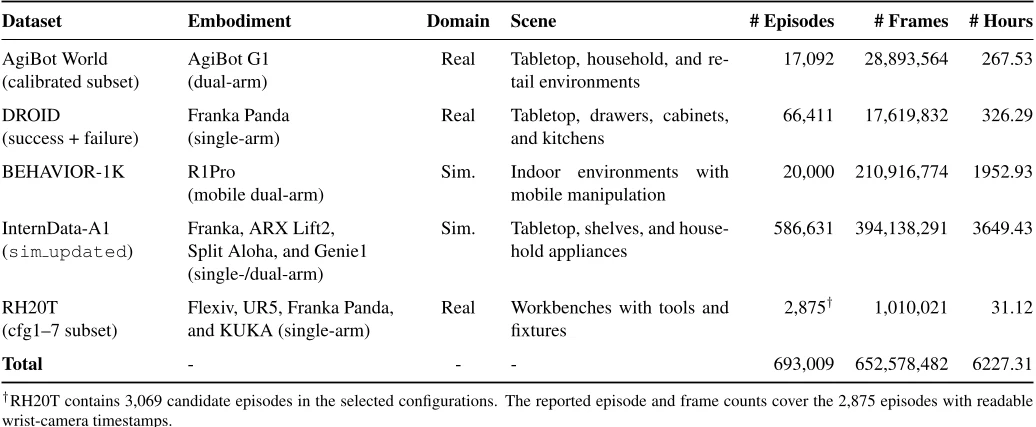 Dataset Embodiment Domain Scene # Episodes # Frames # Hours
AgiBot World AgiBot G1 Real Tabletop, household, and re- 17,092 28,893,564 267.53
(calibrated subset) (dual-arm) tail environments
DROID Franka Panda Real Tabletop, drawers, cabinets, 66,411 17,619,832 326.29
(success + failure) (single-arm) and kitchens
BEHAVIOR-1K R1Pro Sim. Indoor environments with 20,000 210,916,774 1952.93
(mobile dual-arm) mobile manipulation
InternData-A1 Franka, ARX Lift2, Sim. Tabletop, shelves, and house- 586,631 394,138,291 3649.43
(sim_updated) Split Aloha, and Genie1 hold appliances
(single-/dual-arm)
RH20T Flexiv, UR5, Franka Panda, Real Workbenches with tools and 2,875† 1,010,021 31.12
(cfg1–7 subset) and KUKA (single-arm) fixtures
Total - - - 693,009 652,578,482 6227.31
†RH20T contains 3,069 candidate episodes in the selected configurations. The reported episode and frame counts cover the 2,875 episodes with readable
wrist-camera timestamps.